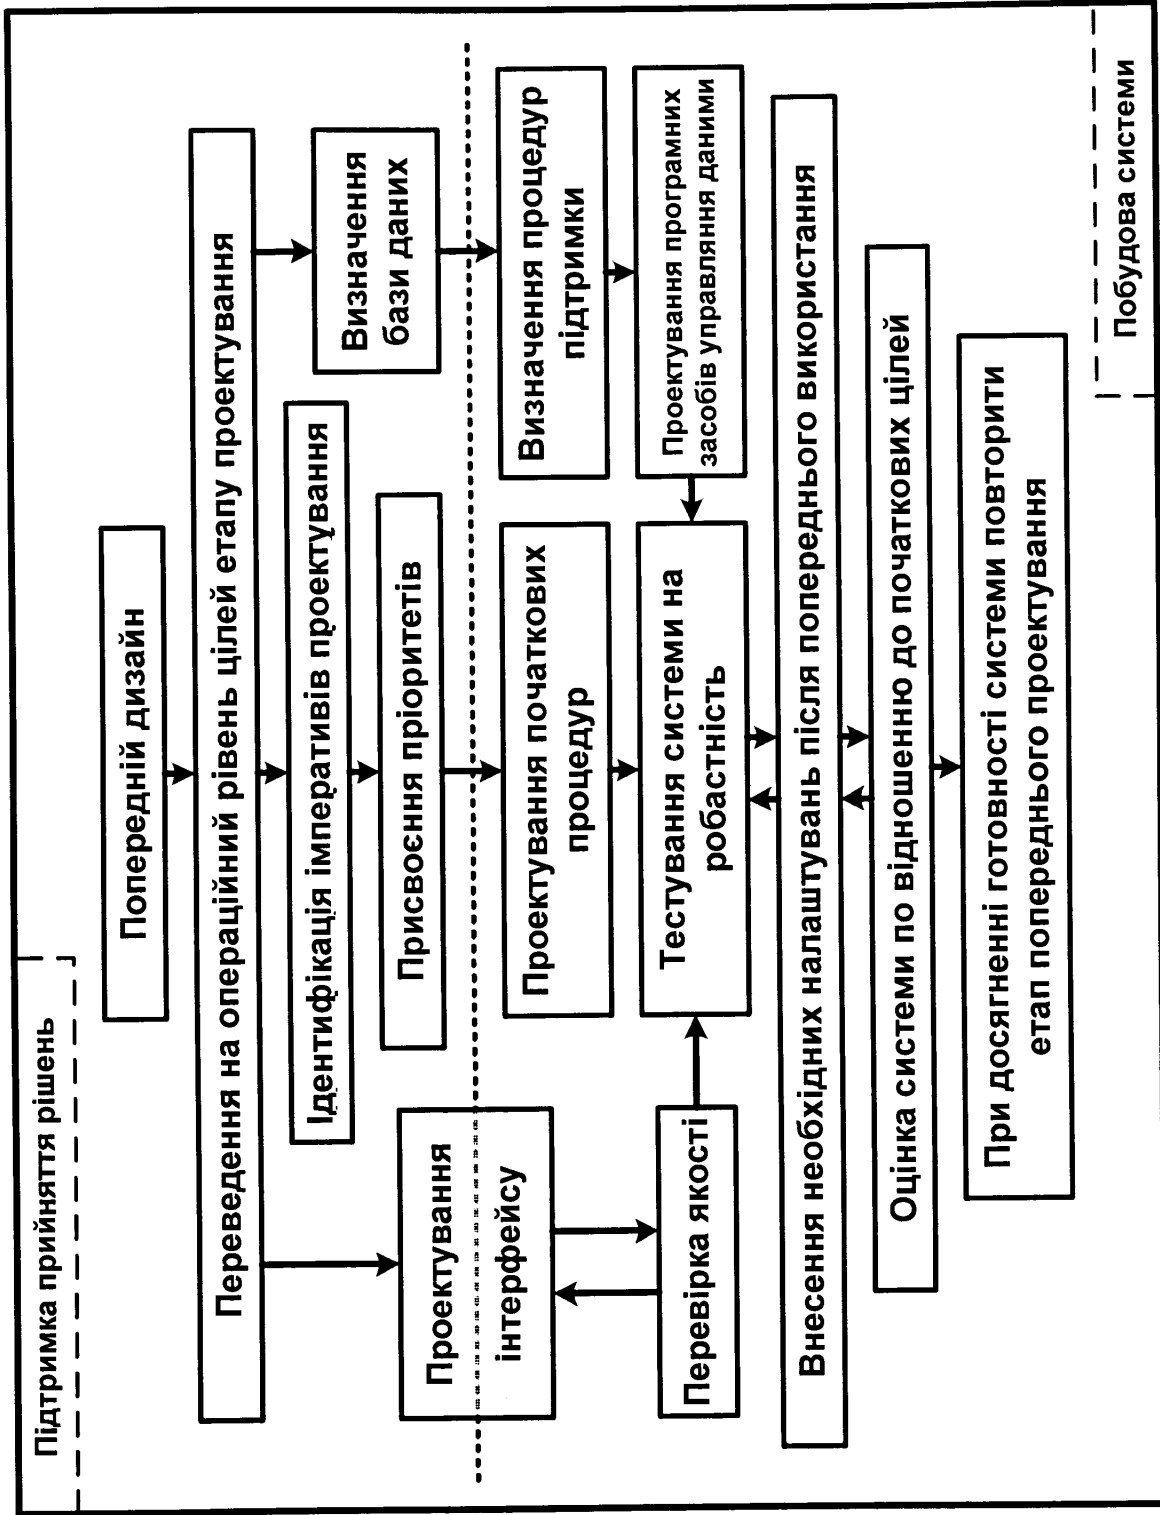 Підтримка прийняття рішень
Попередній дизайн
Переведення на операційний рівень цілей етапу проектування
Ідентифікація імперативів проектування
Визначення
бази даних
Присвоєння пріоритетів
Проектування
інтерфейсу
Проектування початкових
процедур
Визначення процедур
підтримки
Перевірка якості
Тестування системи на
робастність
Проектування програмних
засобів управляння даними
Внесення необхідних налаштувань після попереднього використання
Оцінка системи по відношенню до початкових цілей
При досягненні готовності системи повторити
етап попереднього проектування
Побудова системи